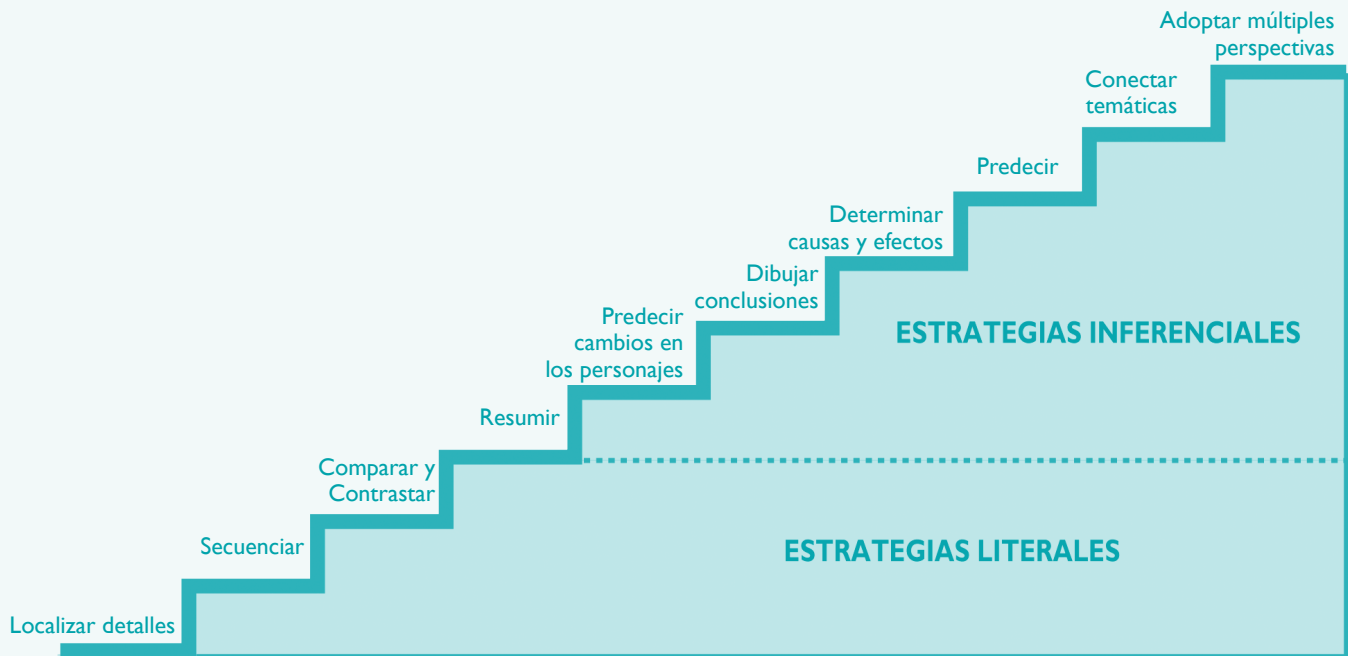 Adoptar múltiples
perspectivas
Conectar
temáticas
Predecir
Determinar
causas y efectos
Dibujar
conclusiones
Predecir
cambios en
los personajes
ESTRATEGIAS INFERENCIALES
Resumir
Comparar y
Contrastar
Secuenciar
ESTRATEGIAS LITERALES
Localizar detalles